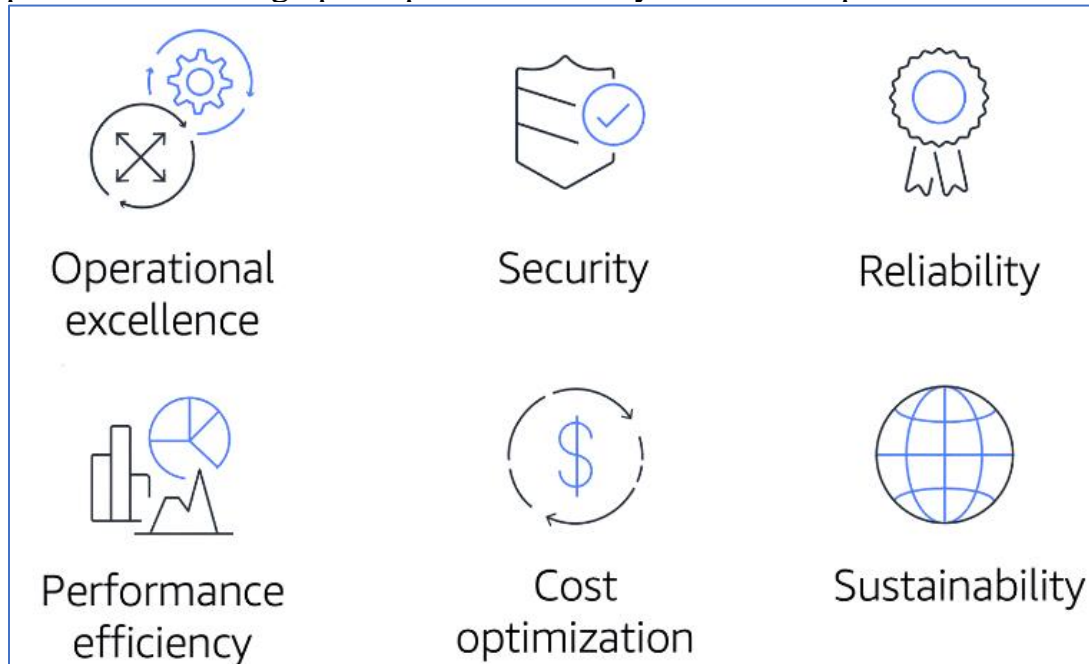 Operational
excellence
Security
Reliability
Performance
efficiency
Cost
optimization
Sustainability